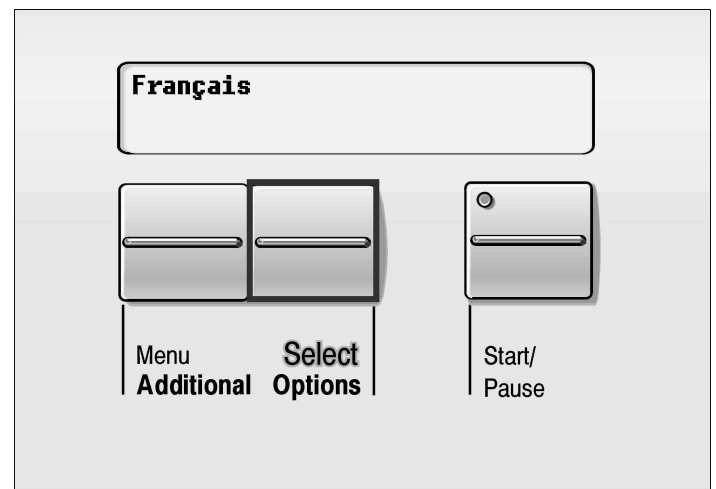 Français
Menu Select
Additional Options
Start/
Pause